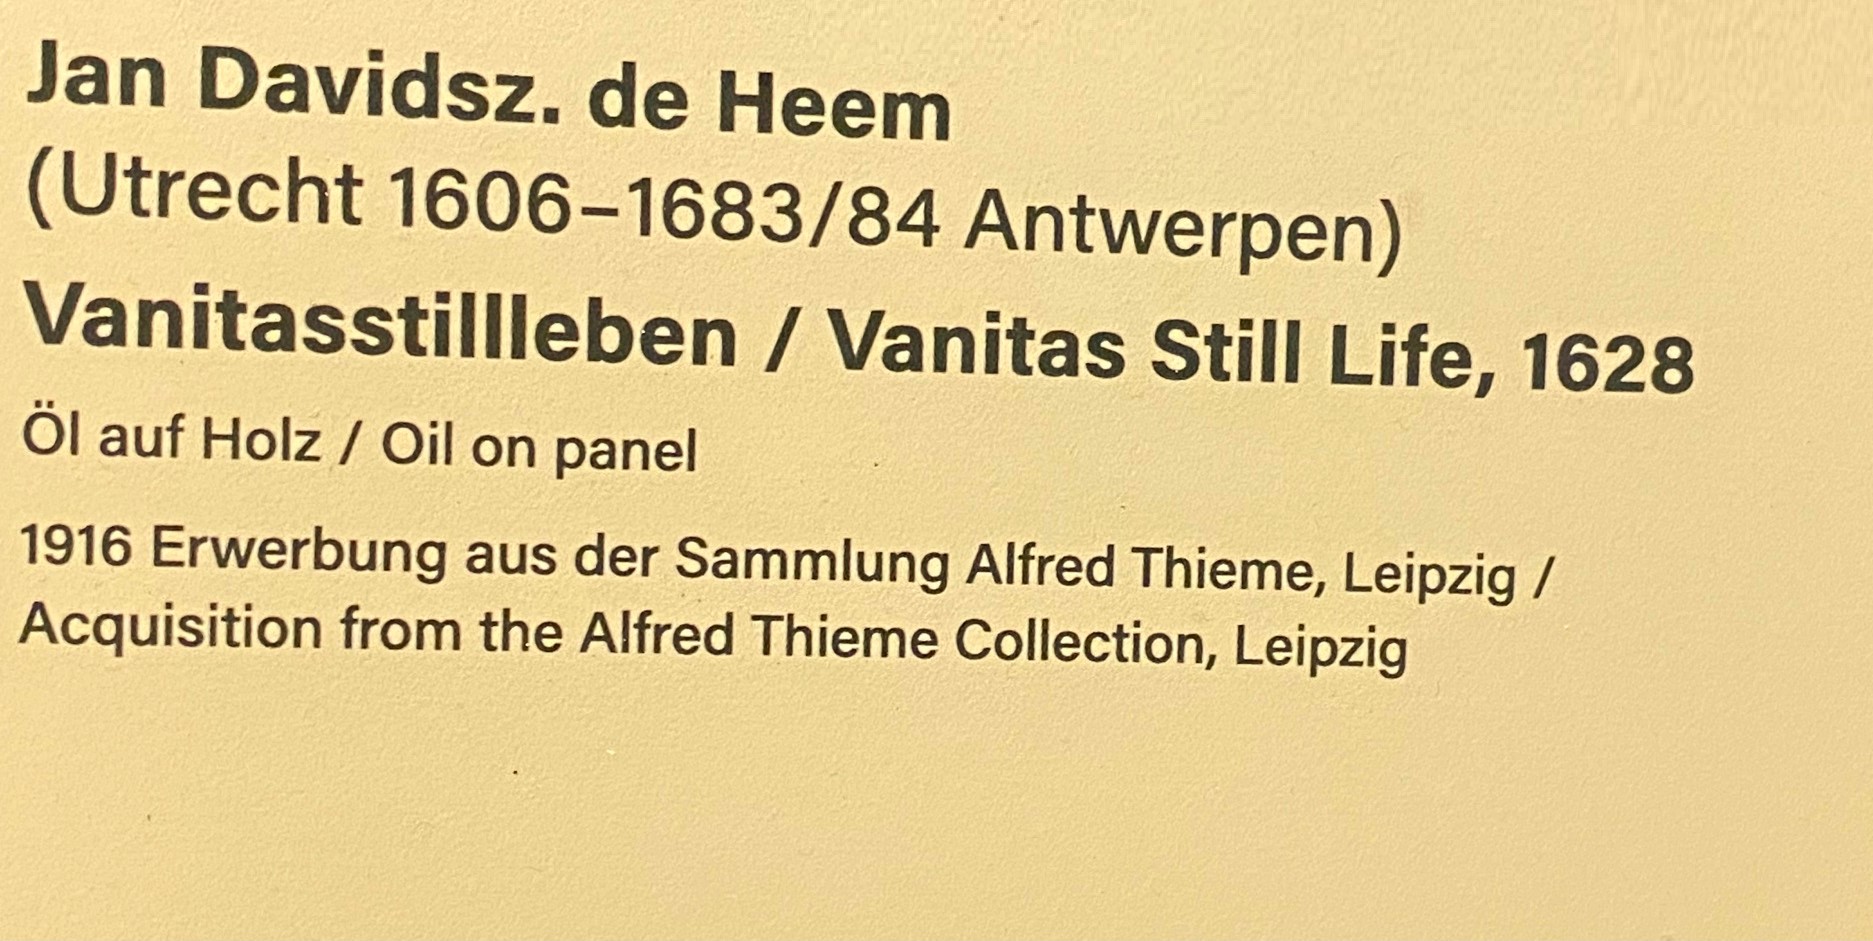 Jan Davidsz. de Heem
(Utrecht 1606–1683/84 Antwerpen)
Vanitasstillleben / Vanitas Still Life, 1628
Öl auf Holz / Oil on panel
1916 Erwerbung aus der Sammlung Alfred Thieme, Leipzig /
Acquisition from the Alfred Thieme Collection, Leipzig